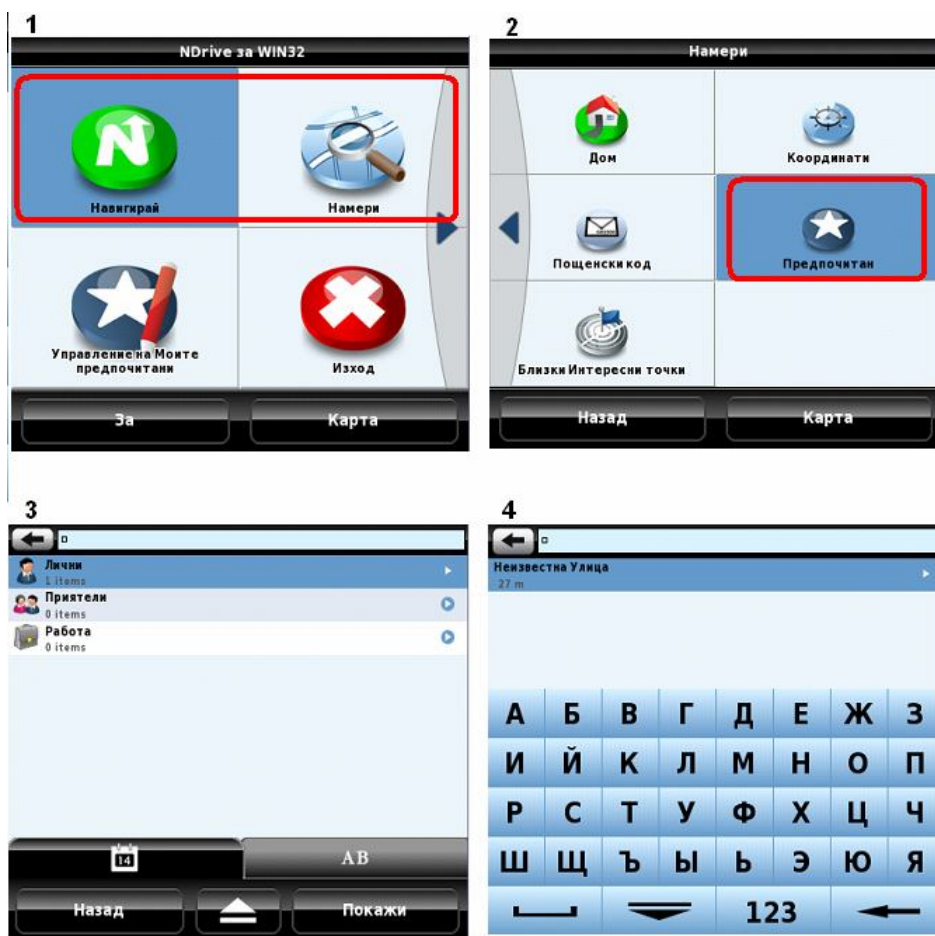 1
NDrive за WIN32
Навигирай
Намери
Управление на Моите
предпочитани
Изход
За
Карта
2
Намери
Дом
Координати
Пощенски код
Предпочитан
Близки Интересни точки
Назад
Карта
3
Лични
1 items
Приятели
0 items
Работа
0 items
14
AB
Назад
Покажи
4
Неизвестна Улица
27 m
А Б В Г Д Е Ж З
И Й К Л М Н О П
Р С Т У Ф Х Ц Ч
Ш Щ Ъ Ы Ь Э Ю Я
123